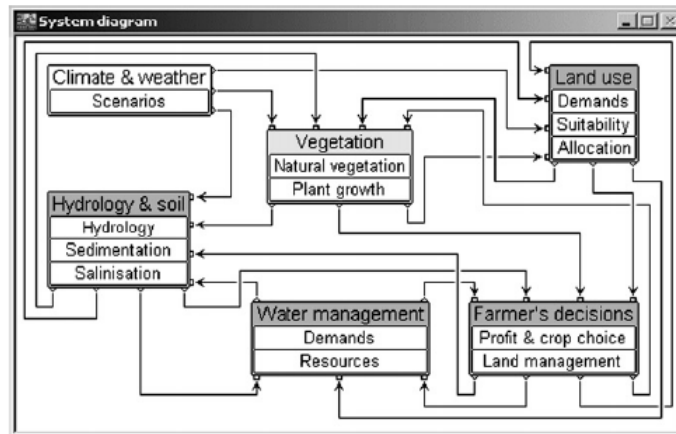 System diagram
Climate & weather
Scenarios
Land use
Demands
Suitability
Allocation
Vegetation
Natural vegetation
Plant growth
Hydrology & soil
Hydrology
Sedimentation
Salinisation
Water management
Demands
Resources
Farmer's decisions
Profit & crop choice
Land management